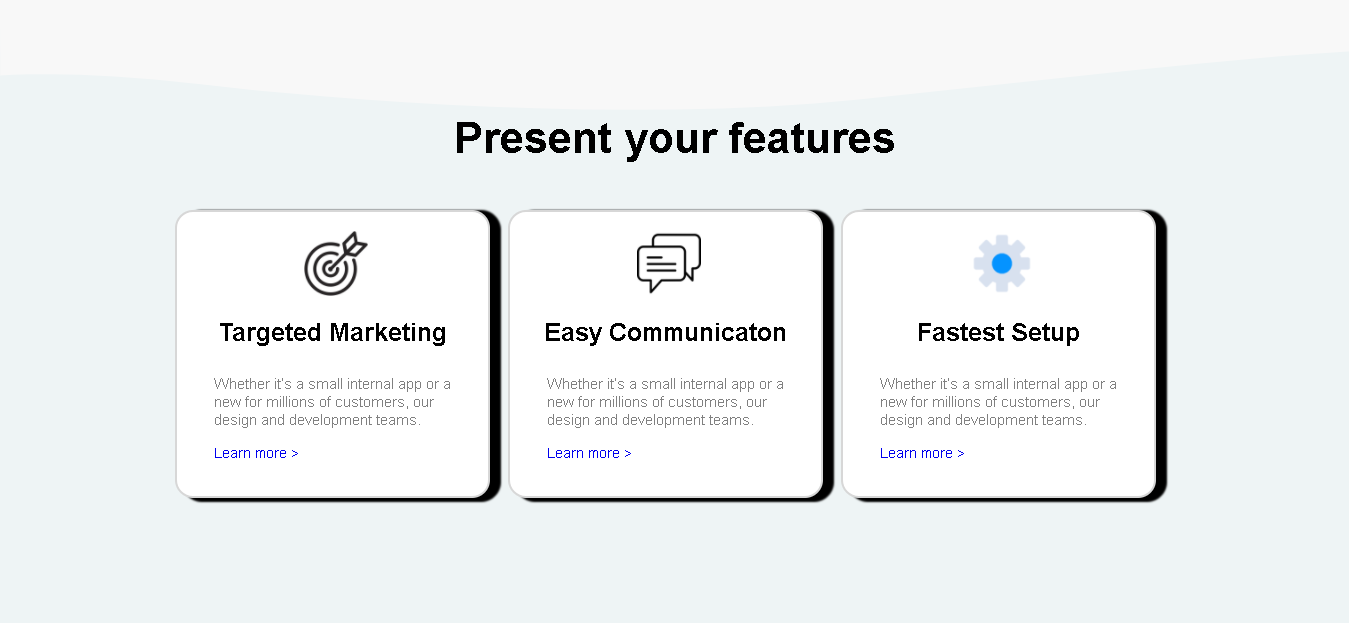 Present your features
Targeted Marketing
Whether it's a small internal app or a
new for millions of customers, our
design and development teams.
Learn more >
Easy Communicaton
Whether it's a small internal app or a
new for millions of customers, our
design and development teams.
Learn more >
Fastest Setup
Whether it's a small internal app or a
new for millions of customers, our
design and development teams.
Learn more >